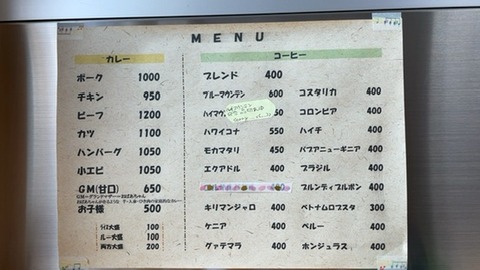 MENU
カレー
ポーク 1000
チキン 950
ビーフ 1200
カツ 1100
ハンバーグ 1050
小エビ 1050
GM(甘口) 650
お子様 500
ライス大盛 100
ルー大盛 100
両方大盛 200
コーヒー
ブレンド 400
ブルーマウンテン 600
ハイマウ
ハワイコナ 550
モカマタリ 450
エクアドル 400
キリマンジャロ 400
ケニア 400
グァテマラ 400
コスタリカ 400
コロンビア 400
ハイチ 400
パプアニューギニア 400
ブラジル 400
ブルンディブルボン 400
ベトナムロブスタ 300
ペルー 400
ホンジュラス 400